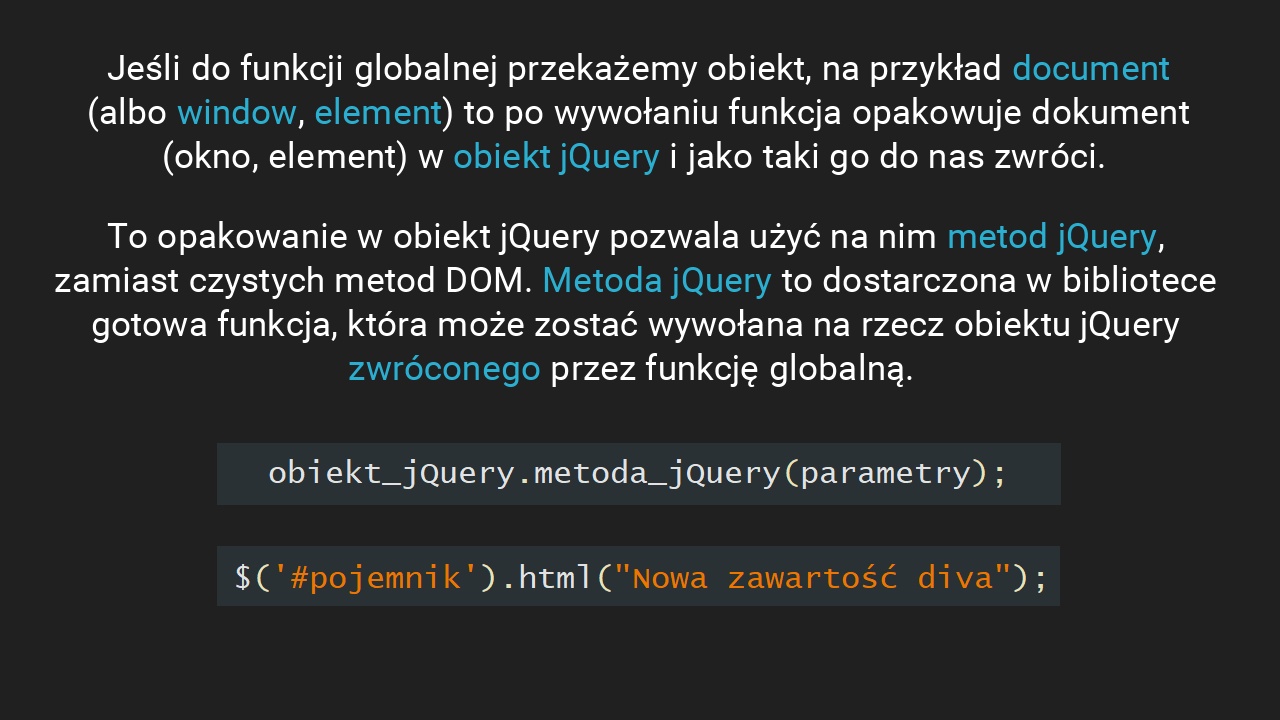 Jeśli do funkcji globalnej przekażemy obiekt, na przykład document
(albo window, element) to po wywołaniu funkcja opakowuje dokument
(okno, element) w obiekt jQuery i jako taki go do nas zwróci.
To opakowanie w obiekt jQuery pozwala użyć na nim metod jQuery,
zamiast czystych metod DOM. Metoda jQuery to dostarczona w bibliotece
gotowa funkcja, która może zostać wywołana na rzecz obiektu jQuery
zwróconego przez funkcję globalną.
obiekt_jQuery.metoda_jQuery(parametry);
$('#pojemnik').html("Nowa zawartość diva");